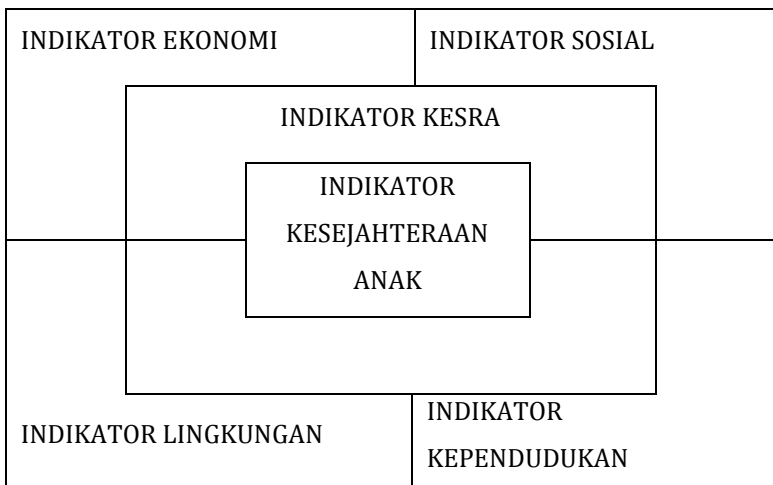 INDIKATOR EKONOMI
INDIKATOR SOSIAL
INDIKATOR KESRA
INDIKATOR
KESEJAHTERAAN
ANAK
INDIKATOR LINGKUNGAN
INDIKATOR
KEPENDUDUKAN